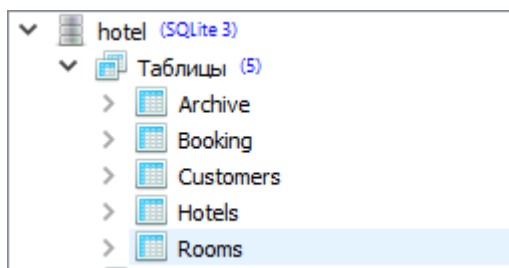 hotel (SQLite 3)
Таблицы (5)
Archive
Booking
Customers
Hotels
Rooms